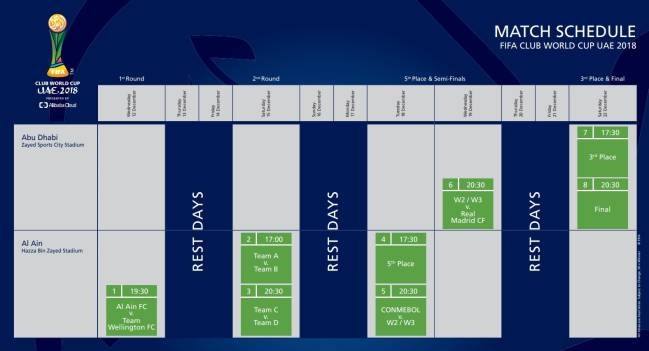 MATCH SCHEDULE
FIFA CLUB WORLD CUP UAE 2018
FIFA
CLUB WORLD CUP
UAE 2018
PRESENTED BY
Alibaba Cloud
1st Round
2nd Round
5th Place & Semi-Finals
3rd Place & Final
Wednesday
12 December
Thursday
13 December
Friday
14 December
Saturday
15 December
Sunday
16 December
Monday
17 December
Tuesday
18 December
Wednesday
19 December
Thursday
20 December
Friday
21 December
Saturday
22 December
Abu Dhabi
Zayed Sports City Stadium
7 17:30
3rd Place
6 20:30
W2 / W3
v.
Real
Madrid CF
8 20:30
Final
REST DAYS
REST DAYS
REST DAYS
Al Ain
Hazza Bin Zayed Stadium
1 19:30
Al Ain FC
v.
Team
Wellington FC
2 17:00
Team A
v.
Team B
3 20:30
Team C
v.
Team D
4 17:30
5th Place
5 20:30
CONMEBOL
v.
W2 / W3